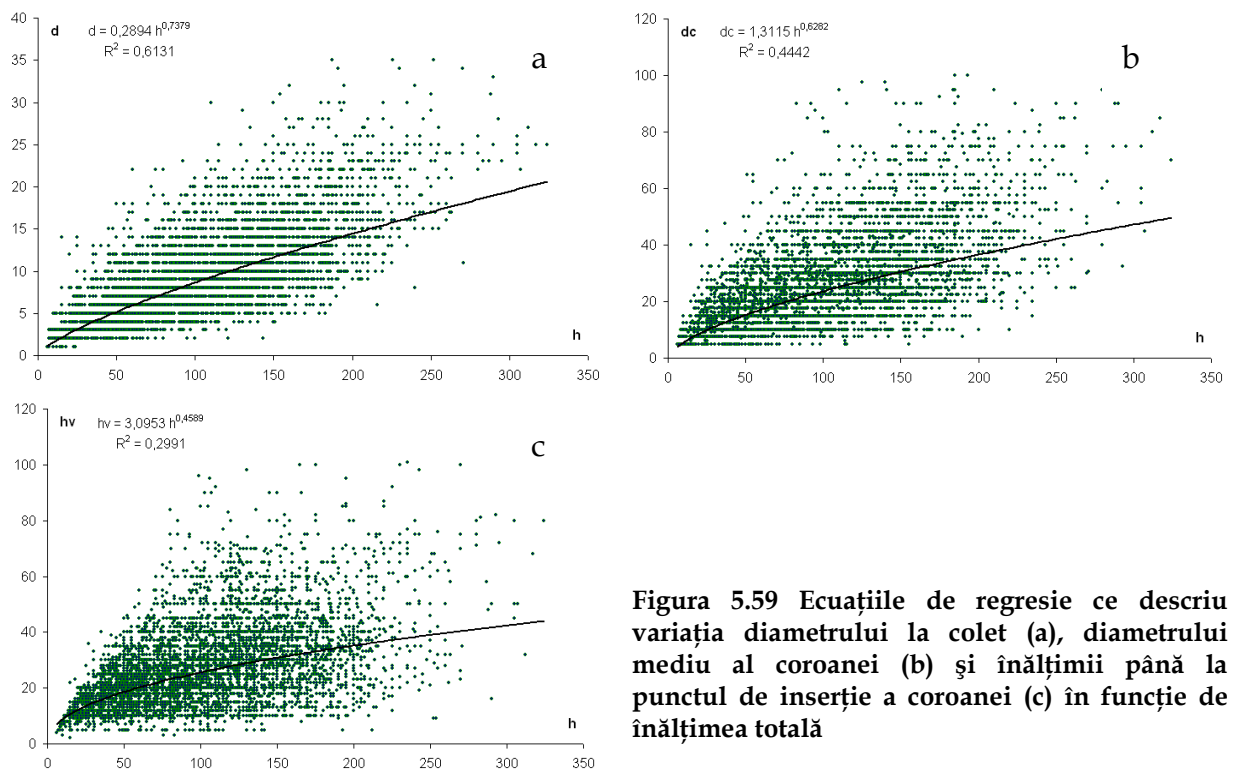 40
35
30
25
20
15
10
5
0
d
d = 0,2894 h^0,7379
R² = 0,6131
a
h
0 50 100 150 200 250 300 350
120
100
80
60
40
20
0
dc
dc = 1,3115 h^0,6282
R² = 0,4442
b
h
0 50 100 150 200 250 300 350
120
100
80
60
40
20
0
hv
hv = 3,0953 h^0,4589
R² = 0,2991
c
h
0 50 100 150 200 250 300 350
Figura 5.59 Ecuațiile de regresie ce descriu
variația diametrului la colet (a), diametrului
mediu al coroanei (b) şi înălțimii până la
punctul de inserție a coroanei (c) în funcție de
înălțimea totală